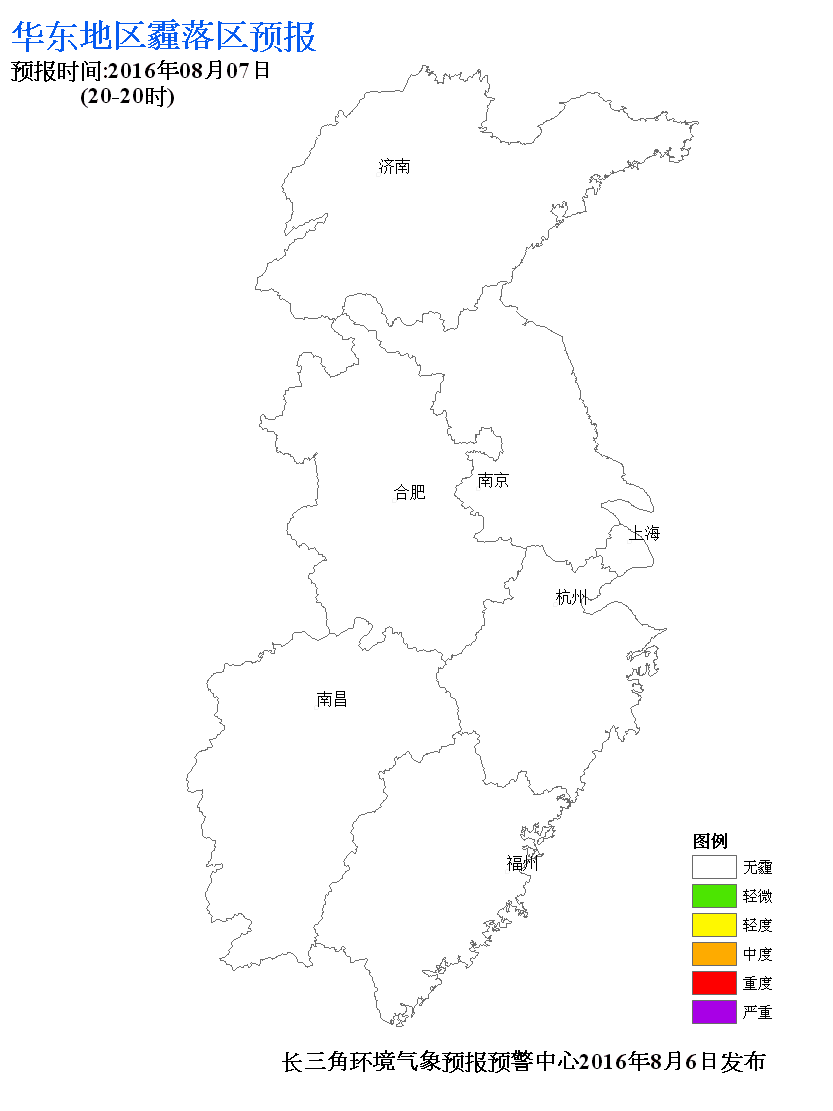 华东地区霾落区预报
预报时间:2016年08月07日
(20-20时)
济南
南京
合肥
上海
杭州
南昌
福州
图例
无霾
轻微
轻度
中度
重度
严重
长三角环境气象预报预警中心2016年8月6日发布